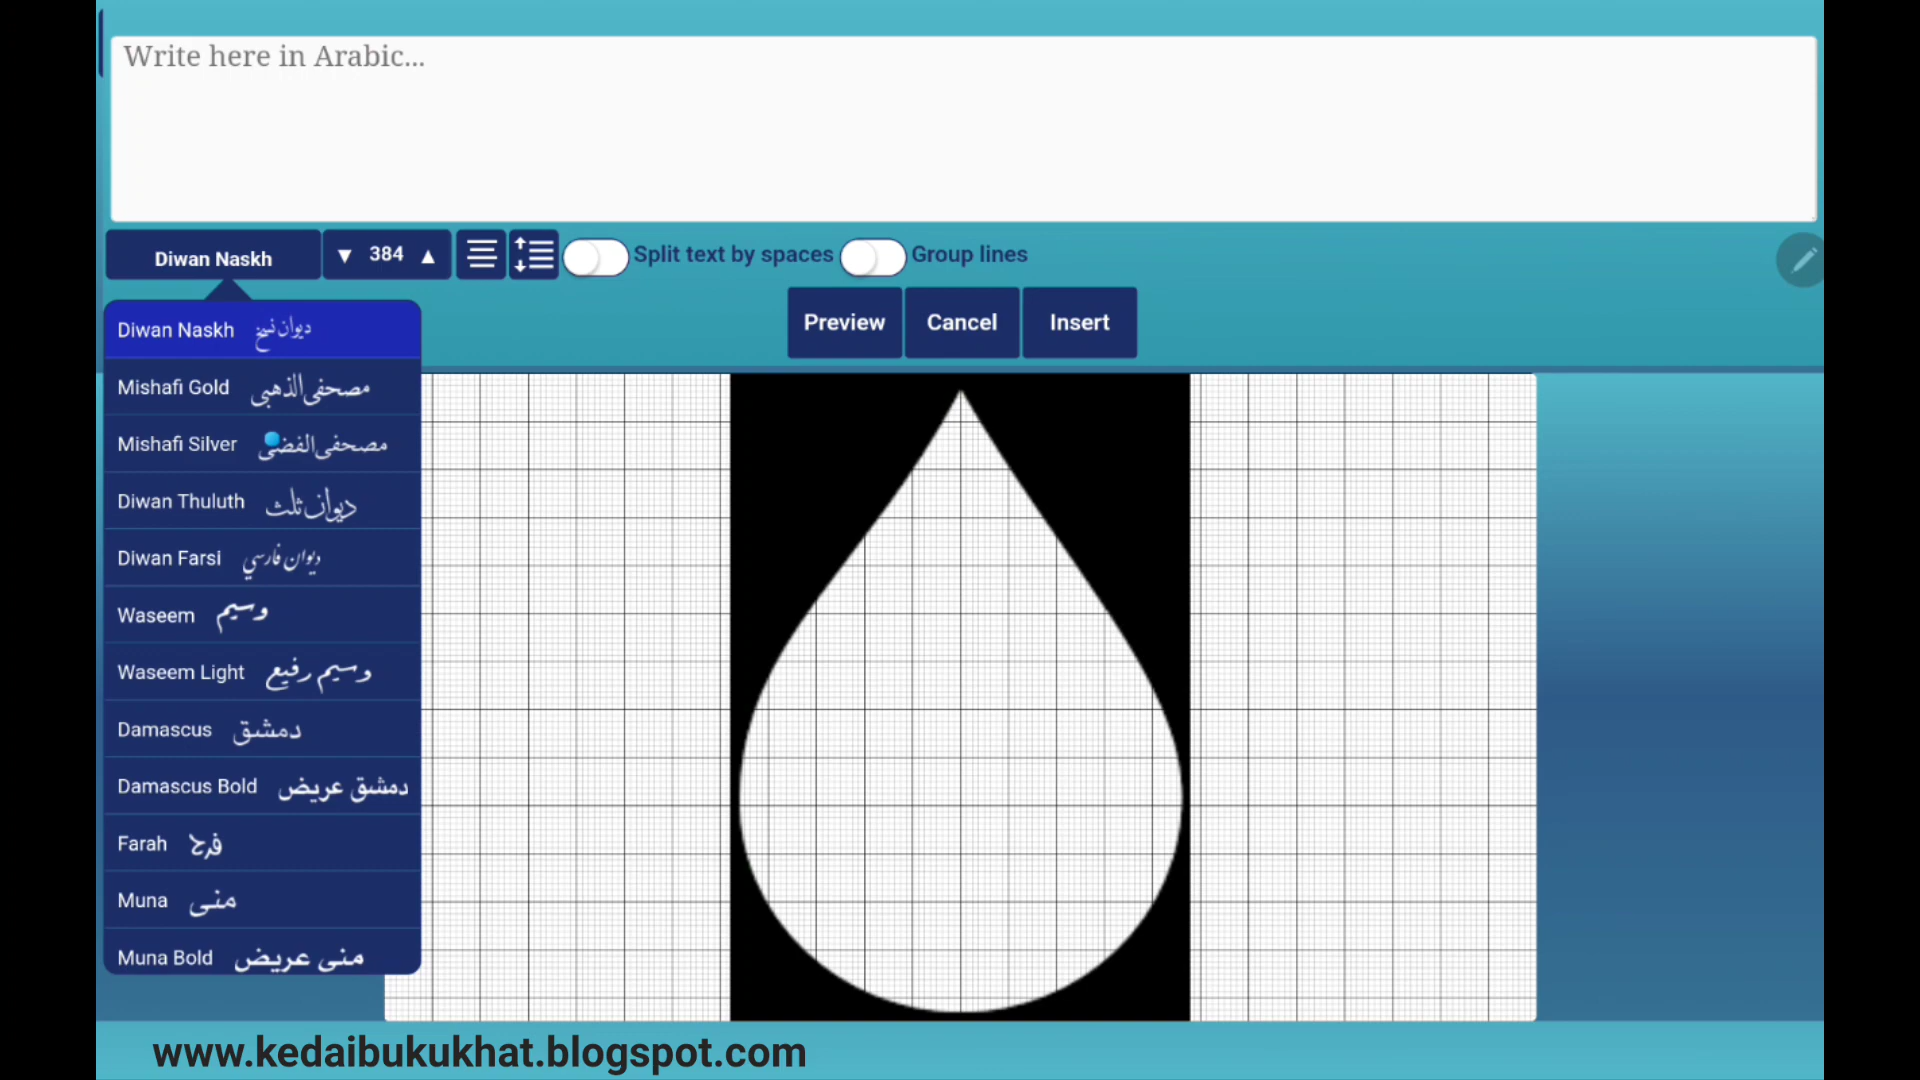 Write here in Arabic...
Diwan Naskh
▼ 384 ▲
Split text by spaces
Group lines
Preview
Cancel
Insert
Diwan Naskh ديوان نسخ
Mishafi Gold مصحفي الذهبي
Mishafi Silver مصحفي الفضي
Diwan Thuluth ديوان ثلث
Diwan Farsi ديوان فارسي
Waseem وسيم
Waseem Light وسيم رفيع
Damascus دمشق
Damascus Bold دمشق عريض
Farah فرح
Muna منى
Muna Bold منى عريض
www.kedaibukukhat.blogspot.com